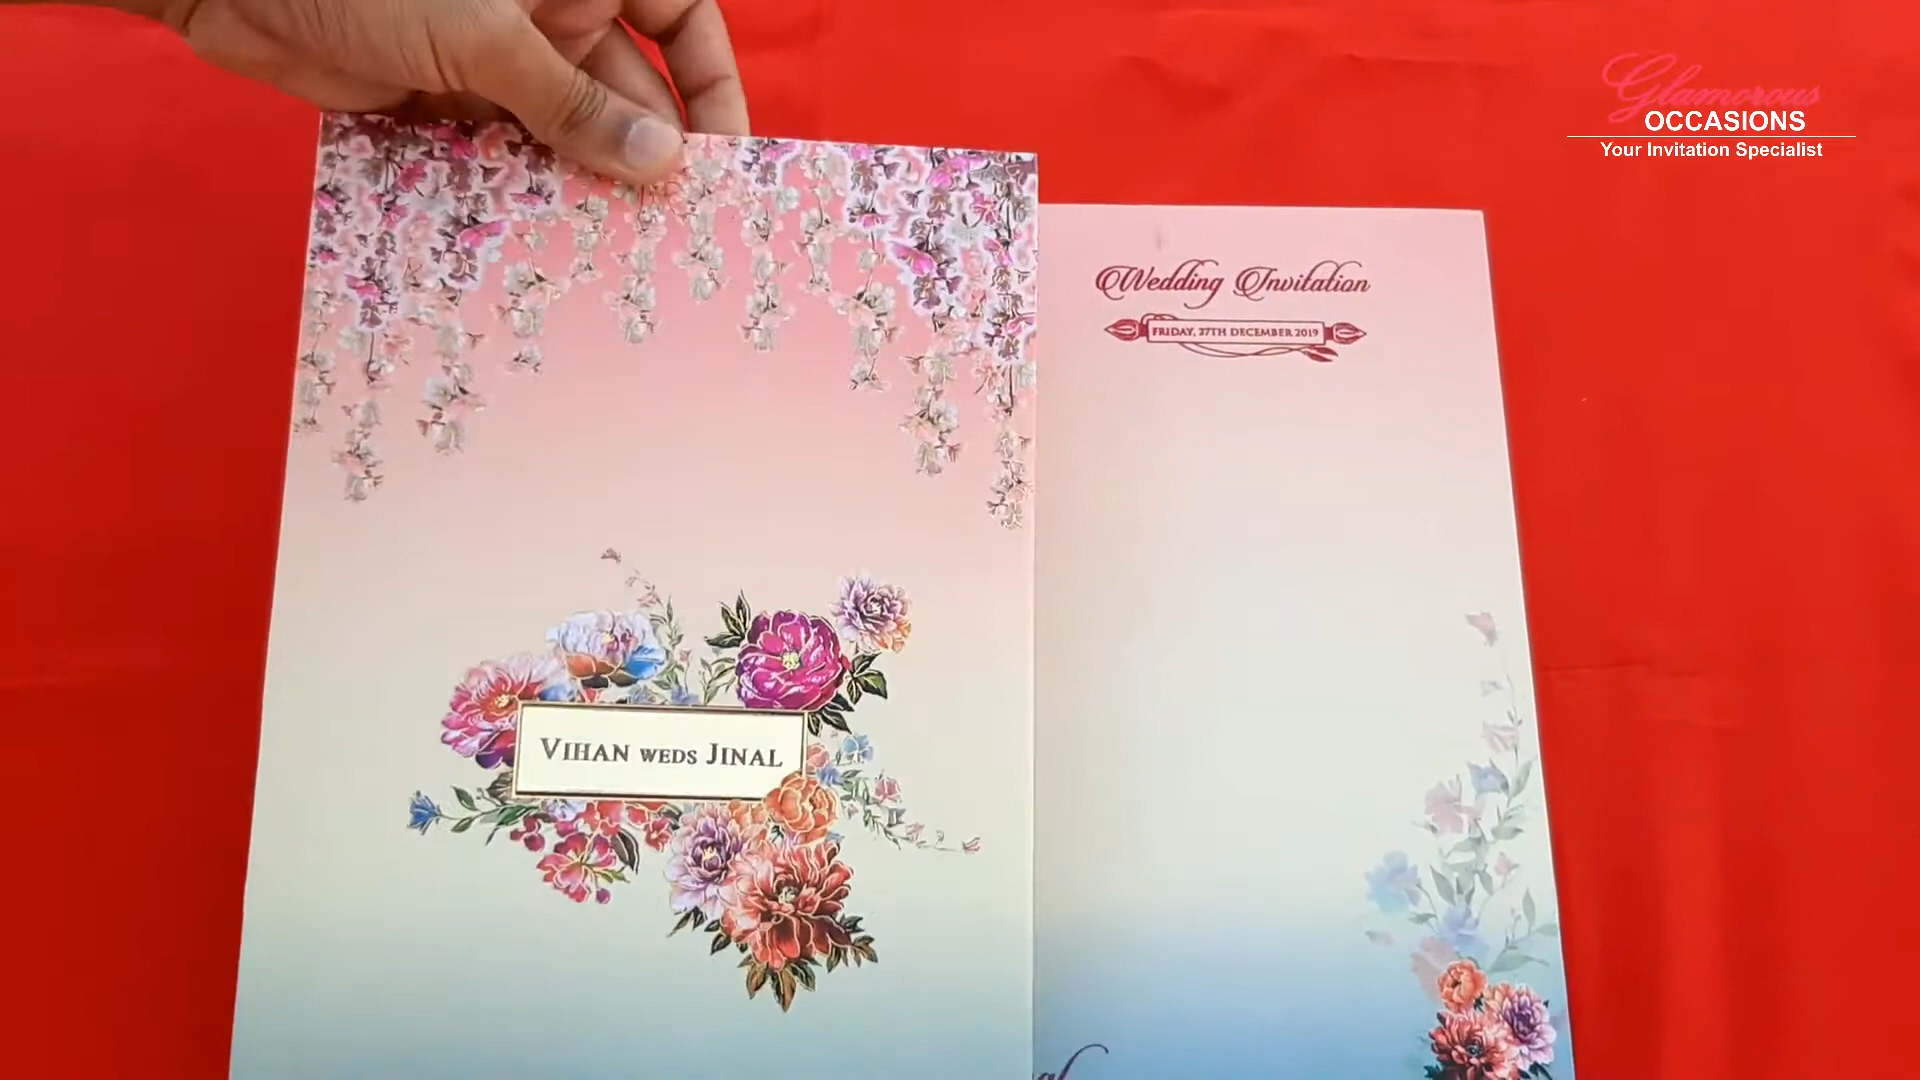 Glamorous
OCCASIONS
Your Invitation Specialist
Wedding Invitation
FRIDAY, 27TH DECEMBER 2019
VIHAN WEDS JINAL